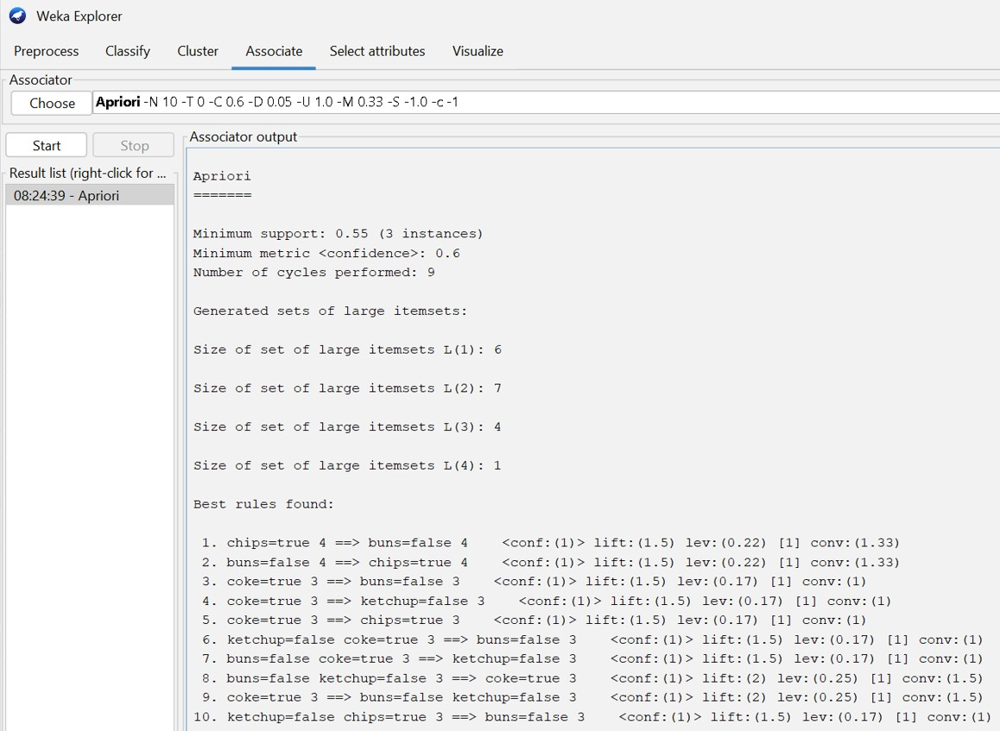 Weka Explorer
Preprocess Classify Cluster Associate Select attributes Visualize
Associator
Choose Apriori -N 10 -T 0 -C 0.6 -D 0.05 -U 1.0 -M 0.33 -S -1.0 -c -1
Start Stop
Result list (right-click for ...
08:24:39 - Apriori
Associator output
Apriori
=======
Minimum support: 0.55 (3 instances)
Minimum metric <confidence>: 0.6
Number of cycles performed: 9
Generated sets of large itemsets:
Size of set of large itemsets L(1): 6
Size of set of large itemsets L(2): 7
Size of set of large itemsets L(3): 4
Size of set of large itemsets L(4): 1
Best rules found:
1. chips=true 4 ==> buns=false 4 <conf:(1)> lift:(1.5) lev:(0.22) [1] conv:(1.33)
2. buns=false 4 ==> chips=true 4 <conf:(1)> lift:(1.5) lev:(0.22) [1] conv:(1.33)
3. coke=true 3 ==> buns=false 3 <conf:(1)> lift:(1.5) lev:(0.17) [1] conv:(1)
4. coke=true 3 ==> ketchup=false 3 <conf:(1)> lift:(1.5) lev:(0.17) [1] conv:(1)
5. coke=true 3 ==> chips=true 3 <conf:(1)> lift:(1.5) lev:(0.17) [1] conv:(1)
6. ketchup=false coke=true 3 ==> buns=false 3 <conf:(1)> lift:(1.5) lev:(0.17) [1] conv:(1)
7. buns=false coke=true 3 ==> ketchup=false 3 <conf:(1)> lift:(1.5) lev:(0.17) [1] conv:(1)
8. buns=false ketchup=false 3 ==> coke=true 3 <conf:(1)> lift:(2) lev:(0.25) [1] conv:(1.5)
9. coke=true 3 ==> buns=false ketchup=false 3 <conf:(1)> lift:(2) lev:(0.25) [1] conv:(1.5)
10. ketchup=false chips=true 3 ==> buns=false 3 <conf:(1)> lift:(1.5) lev:(0.17) [1] conv:(1)